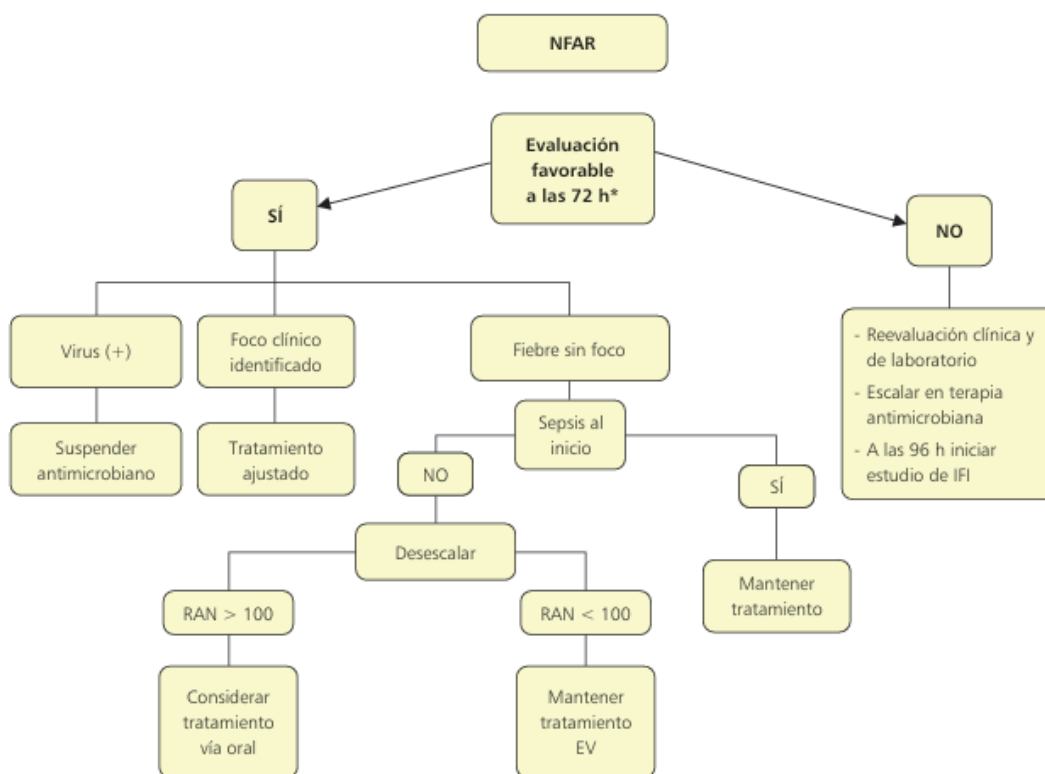 NFAR
Evaluación
favorable
a las 72 h*
SÍ
NO
Virus (+)
Foco clínico
identificado
Fiebre sin foco
- Reevaluación clínica y
de laboratorio
- Escalar en terapia
antimicrobiana
- A las 96 h iniciar
estudio de IFI
Suspender
antimicrobiano
Tratamiento
ajustado
Sepsis al
inicio
NO
SÍ
Desescalar
Mantener
tratamiento
RAN > 100
RAN < 100
Considerar
tratamiento
vía oral
Mantener
tratamiento
EV